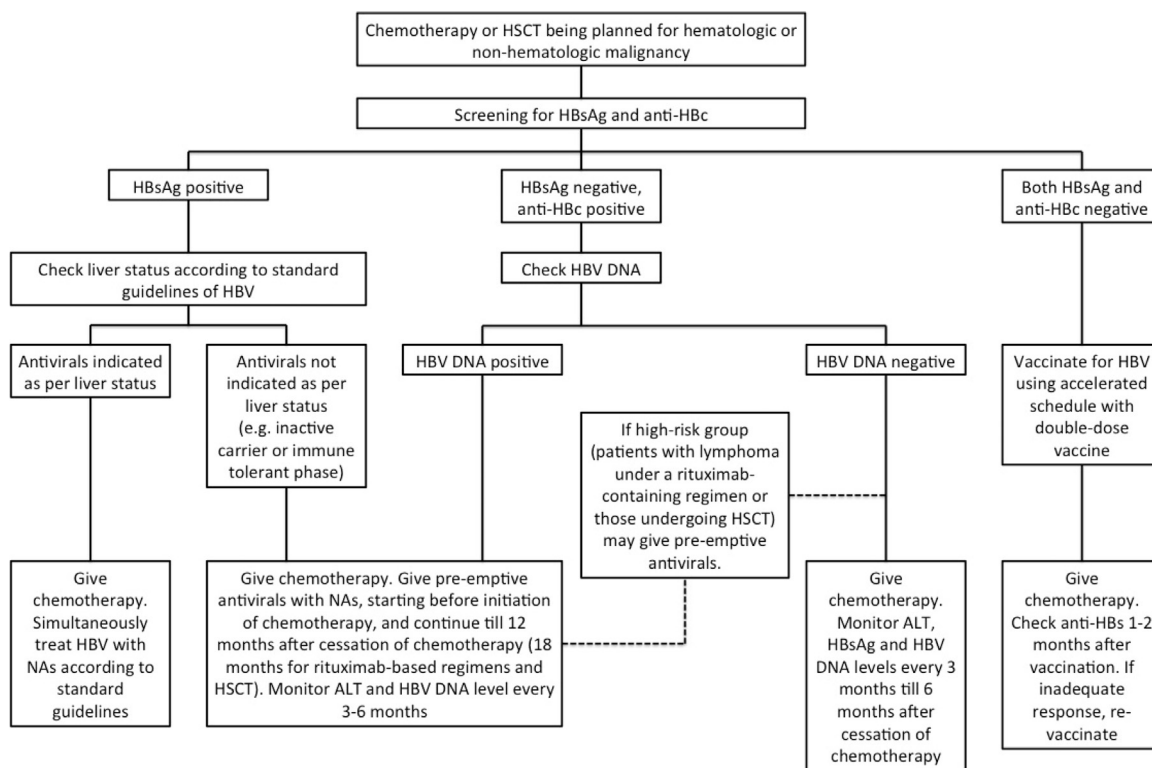 Chemotherapy or HSCT being planned for hematologic or
non-hematologic malignancy
Screening for HBsAg and anti-HBc
HBsAg positive
HBsAg negative,
anti-HBc positive
Both HBsAg and
anti-HBc negative
Check liver status according to standard
guidelines of HBV
Check HBV DNA
Antivirals indicated
as per liver status
Antivirals not
indicated as per
liver status
(e.g. inactive
carrier or immune
tolerant phase)
HBV DNA positive
HBV DNA negative
Vaccinate for HBV
using accelerated
schedule with
double-dose
vaccine
If high-risk group
(patients with lymphoma
under a rituximab-
containing regimen or
those undergoing HSCT)
may give pre-emptive
antivirals.
Give
chemotherapy.
Simultaneously
treat HBV with
NAs according to
standard
guidelines
Give chemotherapy. Give pre-emptive
antivirals with NAs, starting before initiation
of chemotherapy, and continue till 12
months after cessation of chemotherapy (18
months for rituximab-based regimens and
HSCT). Monitor ALT and HBV DNA level every
3-6 months
Give
chemotherapy.
Monitor ALT,
HBsAg and HBV
DNA levels every 3
months till 6
months after
cessation of
chemotherapy
Give
chemotherapy.
Check anti-HBs 1-2
months after
vaccination. If
inadequate
response, re-
vaccinate